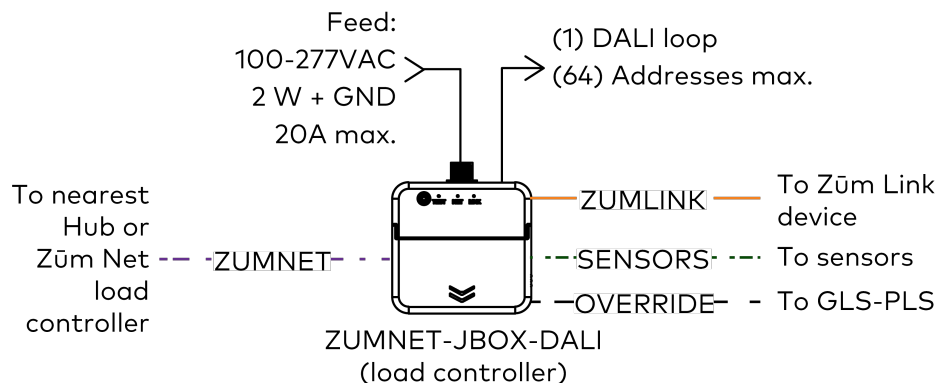 Feed:
100-277VAC
2 W + GND
20A max.
(1) DALI loop
(64) Addresses max.
To nearest
Hub or
Zūm Net
load
controller
ZUMNET
ZUMLINK
To Zūm Link
device
SENSORS
To sensors
OVERRIDE
To GLS-PLS
ZUMNET-JBOX-DALI
(load controller)